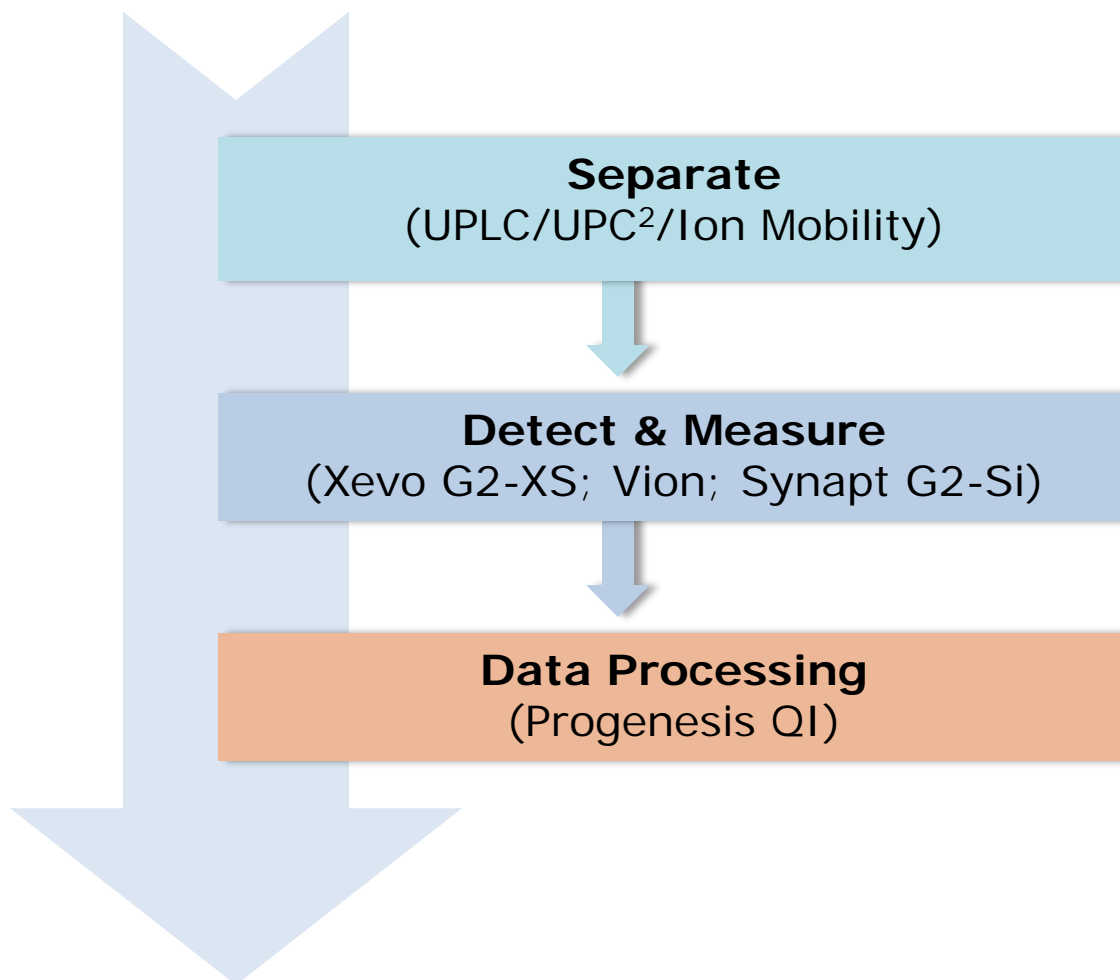 Separate
(UPLC/UPC²/Ion Mobility)
Detect & Measure
(Xevo G2-XS; Vion; Synapt G2-Si)
Data Processing
(Progenesis QI)